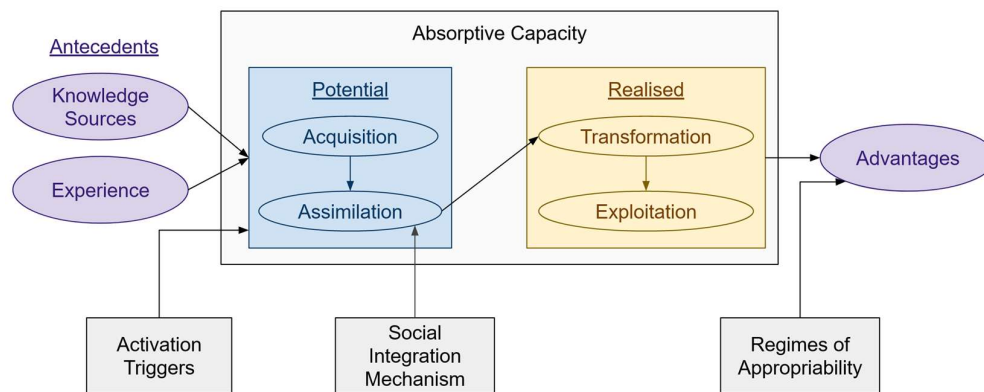 Absorptive Capacity
Antecedents
Knowledge
Sources
Experience
Potential
Acquisition
Assimilation
Realised
Transformation
Exploitation
Advantages
Activation
Triggers
Social
Integration
Mechanism
Regimes of
Appropriability